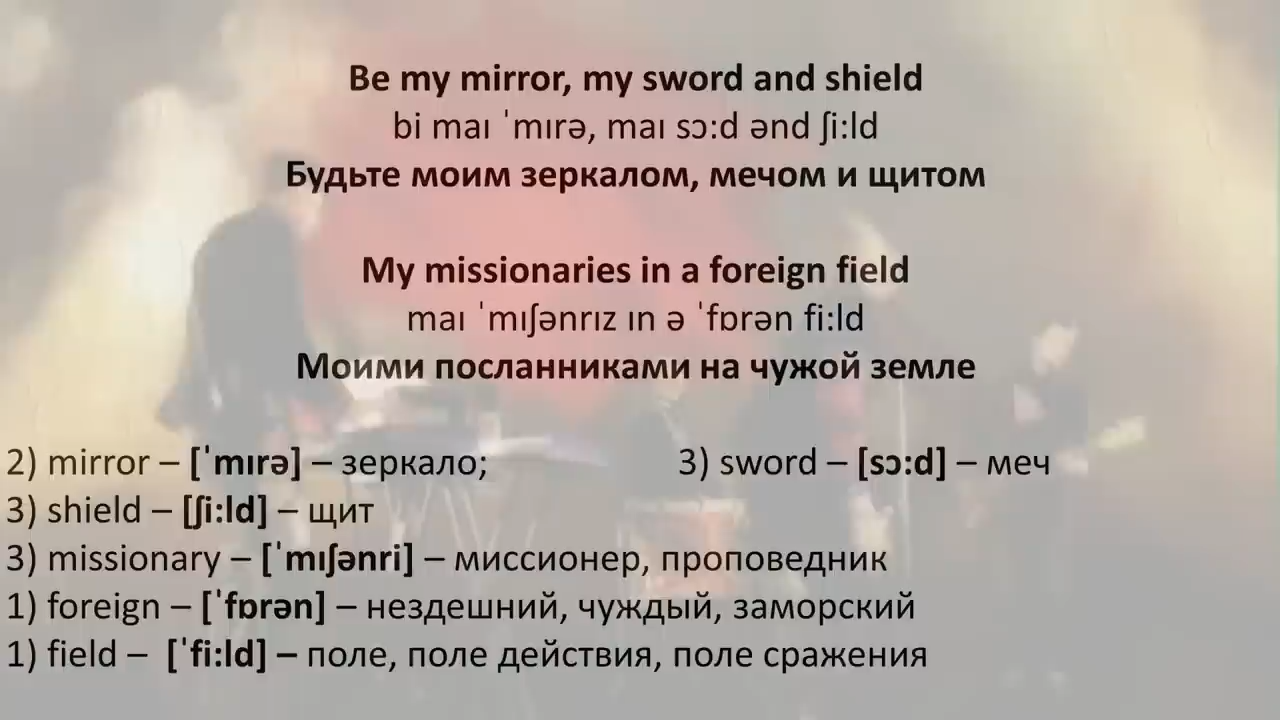 Be my mirror, my sword and shield
bi maɪ ˈmɪrə, maɪ sɔ:d ənd ʃi:ld
Будьте моим зеркалом, мечом и щитом
My missionaries in a foreign field
maɪ ˈmɪʃənrɪz ɪn ə ˈfɒrən fi:ld
Моими посланниками на чужой земле
2) mirror – [ˈmɪrə] – зеркало; 3) sword – [sɔ:d] – меч
3) shield – [ʃi:ld] – щит
3) missionary – [ˈmɪʃənri] – миссионер, проповедник
1) foreign – [ˈfɒrən] – нездешний, чуждый, заморский
1) field – [ˈfi:ld] – поле, поле действия, поле сражения